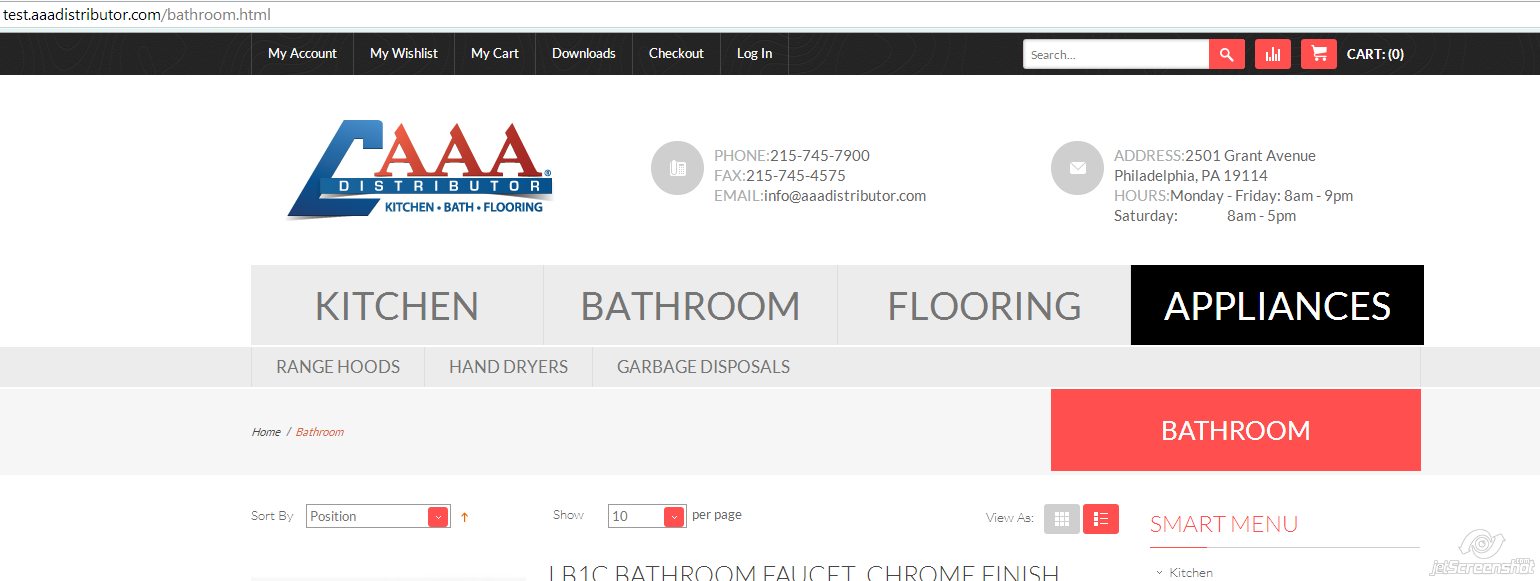 test.aaadistributor.com/bathroom.html
My Account My Wishlist My Cart Downloads Checkout Log In Search... CART: (0)
AAA®
DISTRIBUTOR
KITCHEN • BATH • FLOORING
PHONE:215-745-7900
FAX:215-745-4575
EMAIL:info@aaadistributor.com
ADDRESS:2501 Grant Avenue
Philadelphia, PA 19114
HOURS:Monday - Friday: 8am - 9pm
Saturday: 8am - 5pm
KITCHEN BATHROOM FLOORING APPLIANCES
RANGE HOODS HAND DRYERS GARBAGE DISPOSALS
Home / Bathroom
BATHROOM
Sort By Position Show 10 per page View As:
SMART MENU
LB1C BATHROOM FAUCET, CHROME FINISH
Kitchen
jetScreenshot.com